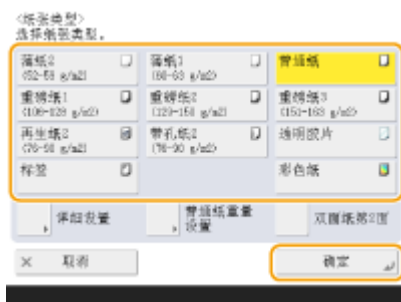 <纸张类型>
选择纸张类型。
薄纸2
(52-59 g/m2)
薄纸1
(60-63 g/m2)
普通纸
重磅纸1
(106-128 g/m2)
重磅纸2
(129-150 g/m2)
重磅纸3
(151-163 g/m2)
再生纸2
(76-90 g/m2)
带孔纸2
(76-90 g/m2)
透明胶片
标签
彩色纸
详细设置
普通纸重量
设置
双面纸第2面
× 取消
确定